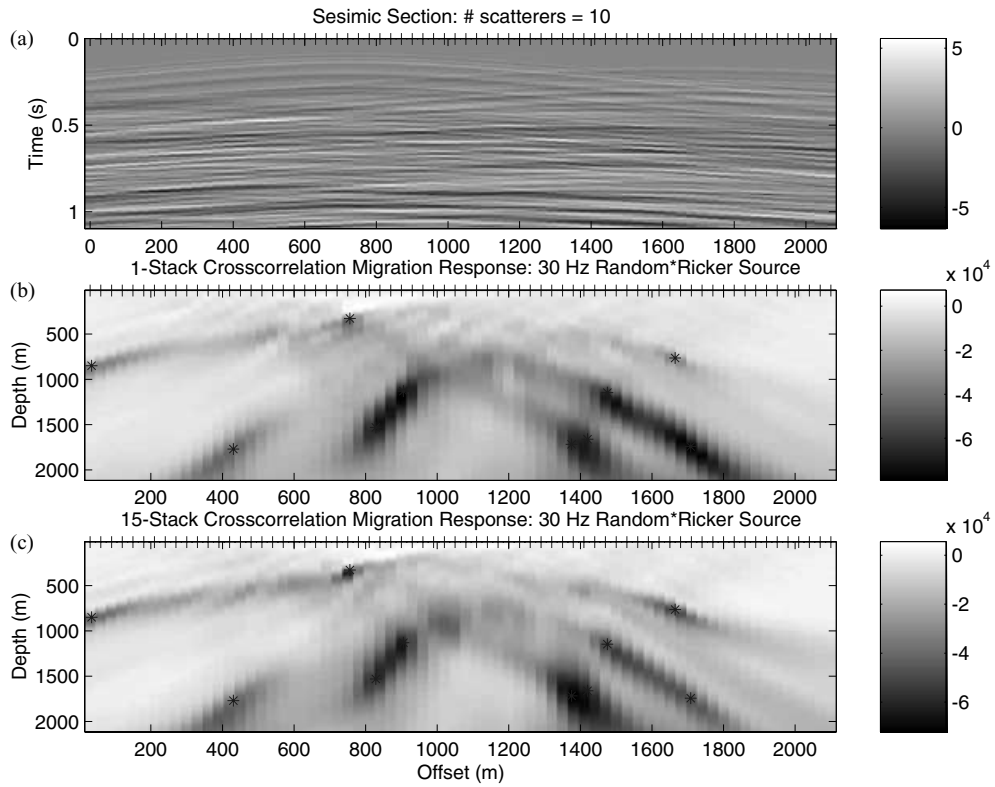 Sesimic Section: # scatterers = 10
(a)
0
0.5
1
Time (s)
0 200 400 600 800 1000 1200 1400 1600 1800 2000
5
0
-5
1-Stack Crosscorrelation Migration Response: 30 Hz Random*Ricker Source
(b)
500
1000
1500
2000
Depth (m)
200 400 600 800 1000 1200 1400 1600 1800 2000
x 10^4
0
-2
-4
-6
15-Stack Crosscorrelation Migration Response: 30 Hz Random*Ricker Source
(c)
500
1000
1500
2000
Depth (m)
200 400 600 800 1000 1200 1400 1600 1800 2000
Offset (m)
x 10^4
0
-2
-4
-6